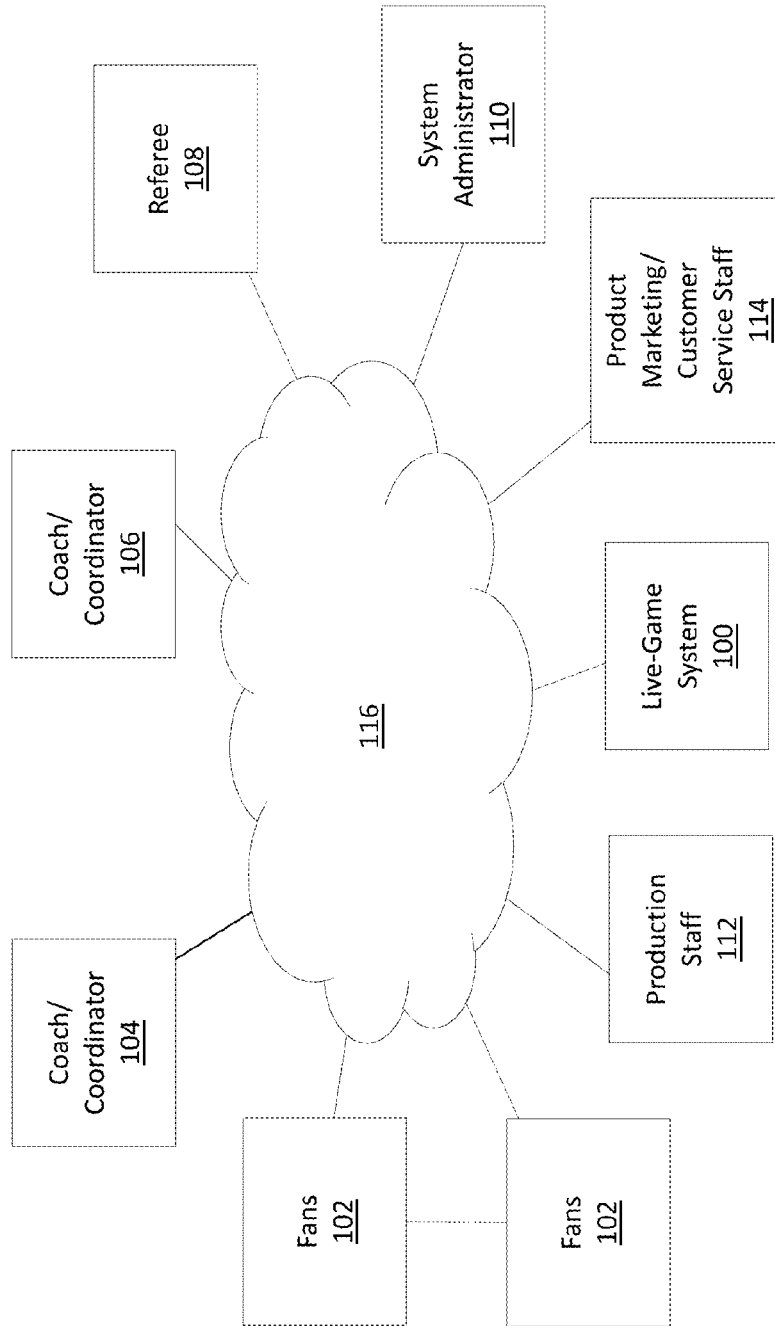 Coach/
Coordinator
104
Coach/
Coordinator
106
Referee
108
Fans
102
116
System
Administrator
110
Fans
102
Production
Staff
112
Live-Game
System
100
Product
Marketing/
Customer
Service Staff
114